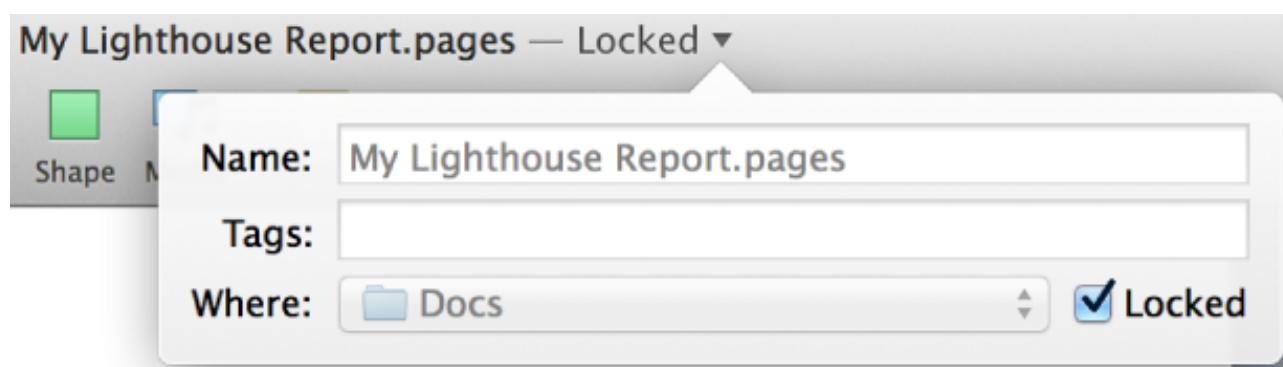 My Lighthouse Report.pages — Locked
Shape M
Name: My Lighthouse Report.pages
Tags:
Where: Docs Locked